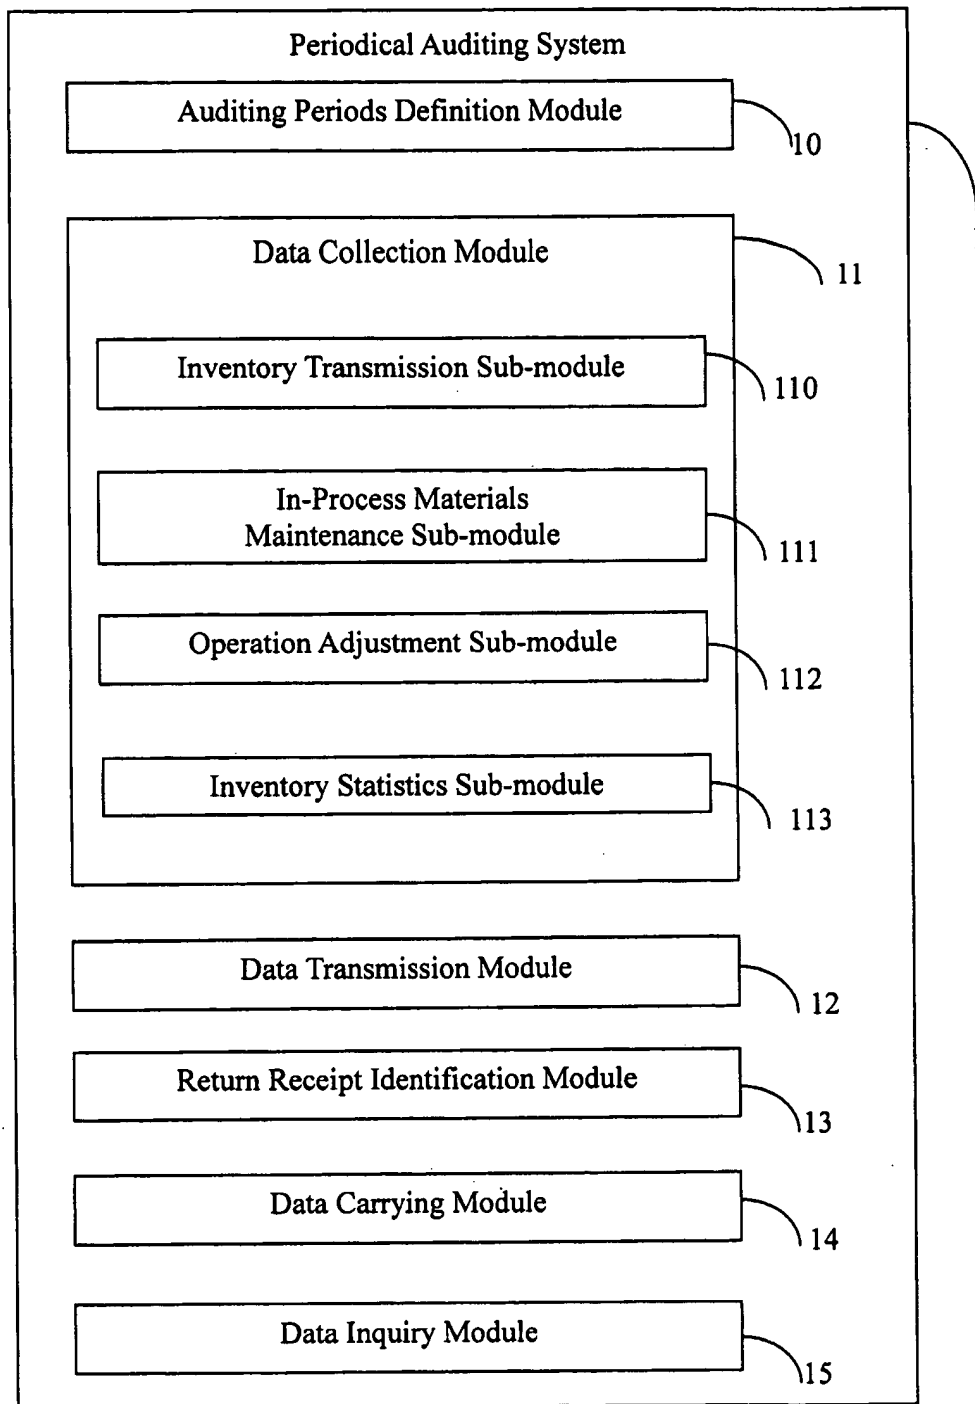 Periodical Auditing System
Auditing Periods Definition Module
10
Data Collection Module
11
Inventory Transmission Sub-module
110
In-Process Materials
Maintenance Sub-module
111
Operation Adjustment Sub-module
112
Inventory Statistics Sub-module
113
Data Transmission Module
12
Return Receipt Identification Module
13
Data Carrying Module
14
Data Inquiry Module
15